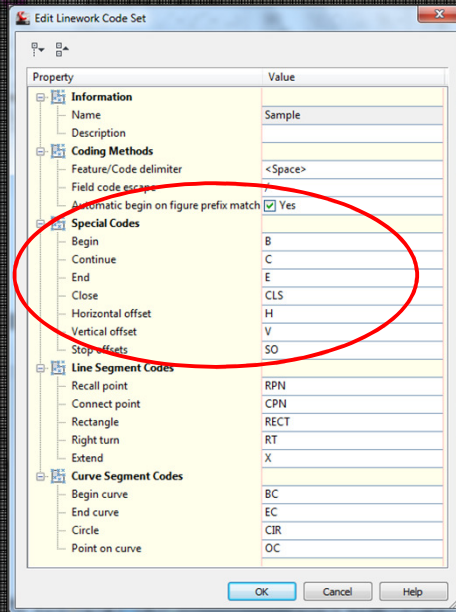 Edit Linework Code Set
Property Value
Information
Name Sample
Description
Coding Methods
Feature/Code delimiter <Space>
Field code escape /
Automatic begin on figure prefix match Yes
Special Codes
Begin B
Continue C
End E
Close CLS
Horizontal offset H
Vertical offset V
Stop offsets SO
Line Segment Codes
Recall point RPN
Connect point CPN
Rectangle RECT
Right turn RT
Extend X
Curve Segment Codes
Begin curve BC
End curve EC
Circle CIR
Point on curve OC
OK Cancel Help